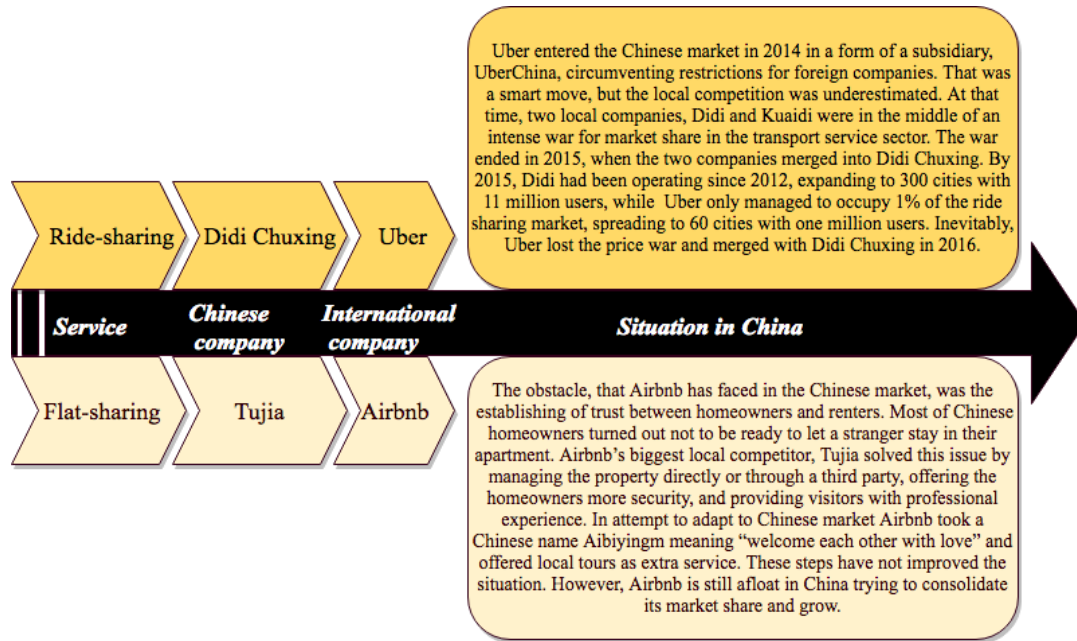 Uber entered the Chinese market in 2014 in a form of a subsidiary,
UberChina, circumventing restrictions for foreign companies. That was
a smart move, but the local competition was underestimated. At that
time, two local companies, Didi and Kuaidi were in the middle of an
intense war for market share in the transport service sector. The war
ended in 2015, when the two companies merged into Didi Chuxing. By
2015, Didi had been operating since 2012, expanding to 300 cities with
11 million users, while Uber only managed to occupy 1% of the ride
sharing market, spreading to 60 cities with one million users. Inevitably,
Uber lost the price war and merged with Didi Chuxing in 2016.
Ride-sharing
Didi Chuxing
Uber
Service
Chinese
company
International
company
Situation in China
Flat-sharing
Tujia
Airbnb
The obstacle, that Airbnb has faced in the Chinese market, was the
establishing of trust between homeowners and renters. Most of Chinese
homeowners turned out not to be ready to let a stranger stay in their
apartment. Airbnb's biggest local competitor, Tujia solved this issue by
managing the property directly or through a third party, offering the
homeowners more security, and providing visitors with professional
experience. In attempt to adapt to Chinese market Airbnb took a
Chinese name Aibiyingm meaning “welcome each other with love” and
offered local tours as extra service. These steps have not improved the
situation. However, Airbnb is still afloat in China trying to consolidate
its market share and grow.